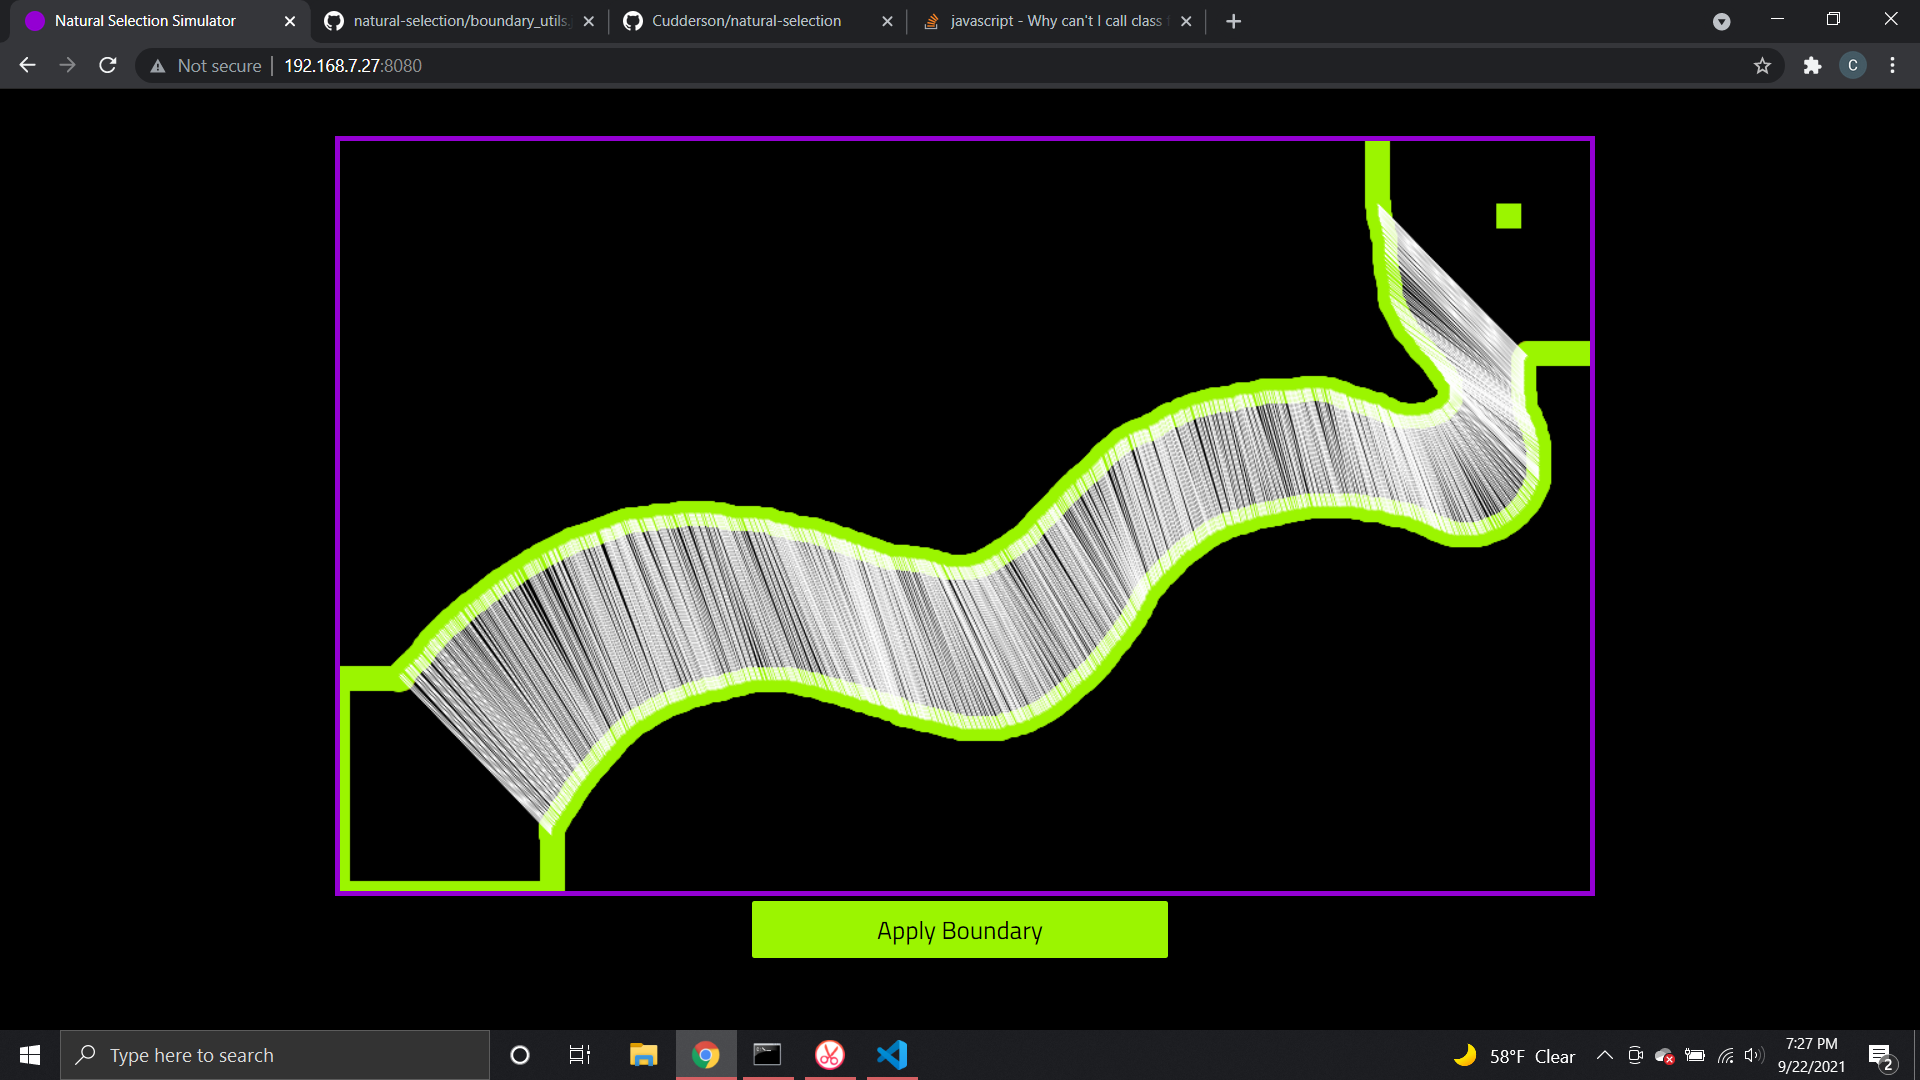 Natural Selection Simulator
natural-selection/boundary_utils.
Cudderson/natural-selection
javascript - Why can't I call class
Not secure
192.168.7.27:8080
C
Apply Boundary
Type here to search
58°F Clear
7:27 PM
9/22/2021
2